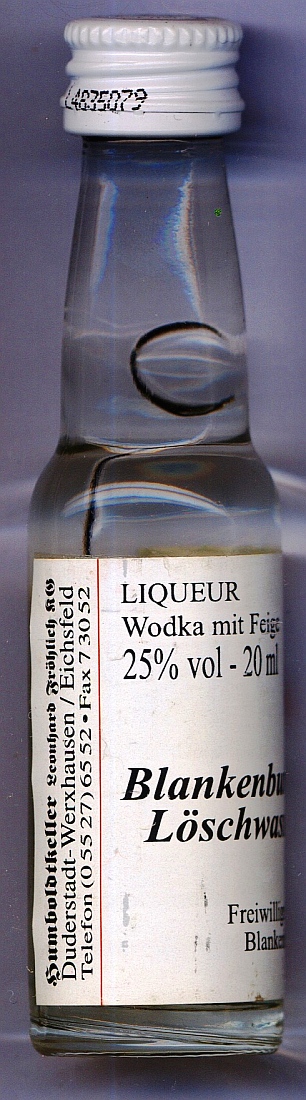 L4835079
LIQUEUR
Wodka mit Feige
25% vol - 20 ml
Blankenbu
Löschwas
Freiwillig
Blanken
Humboldtkeller Leonhard Fröhlich KG
Duderstadt-Werxhausen / Eichsfeld
Telefon (0 55 27) 65 52 • Fax 7 30 52